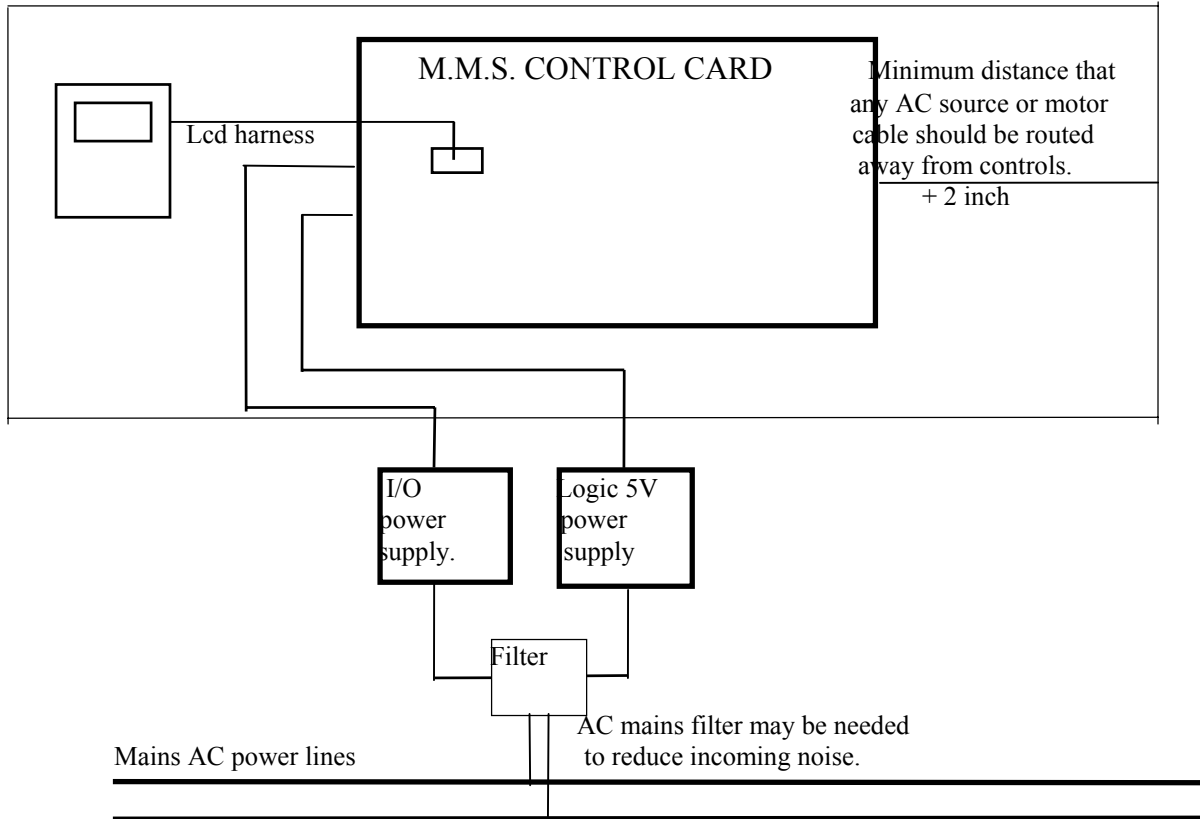 M.M.S. CONTROL CARD
Minimum distance that
any AC source or motor
cable should be routed
away from controls.
+ 2 inch
Lcd harness
I/O
power
supply.
Logic 5V
power
supply
Filter
AC mains filter may be needed
to reduce incoming noise.
Mains AC power lines